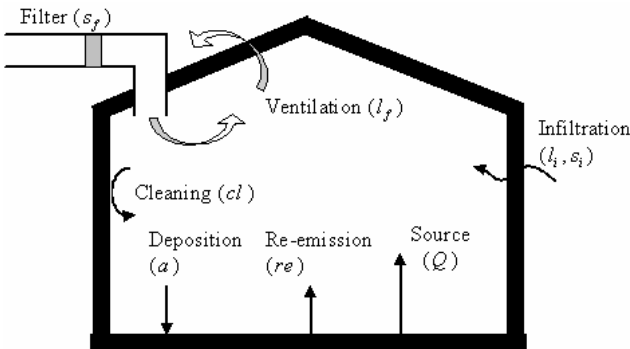 Filter (s_f)
Ventilation (l_f)
Infiltration
(l_i, s_i)
Cleaning (cl)
Deposition
(a)
Re-emission
(re)
Source
(Q)